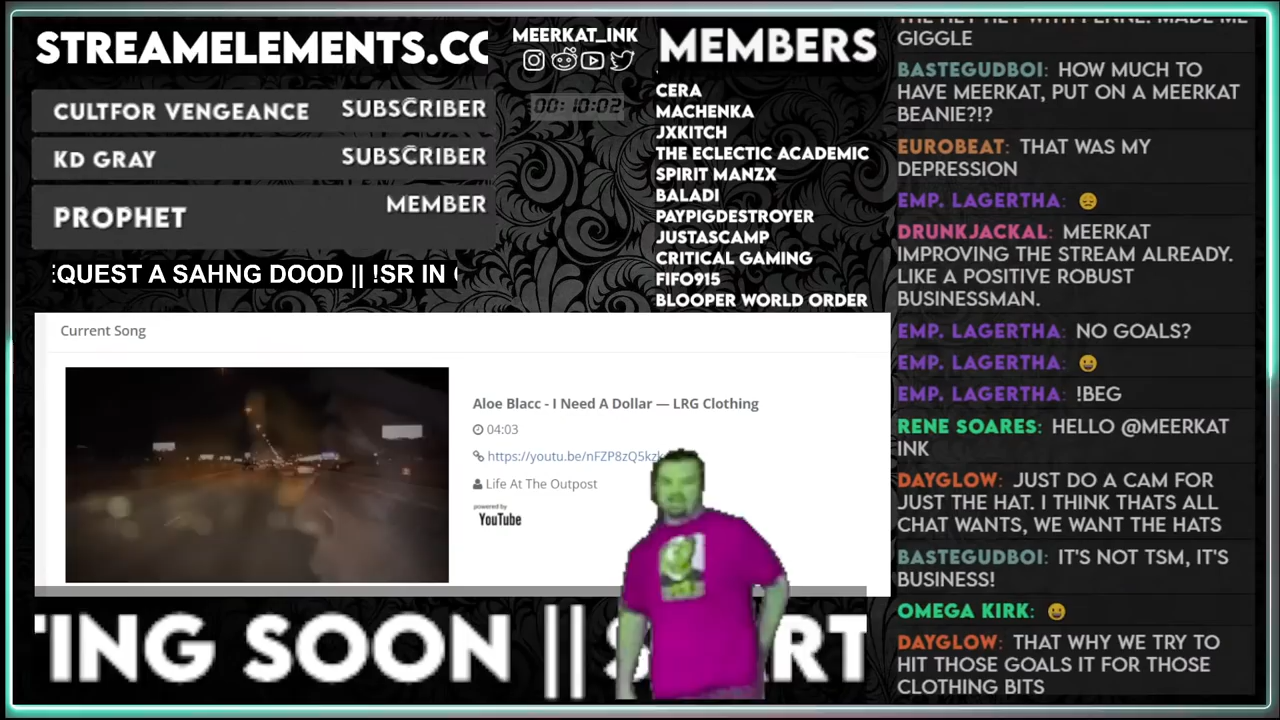 STREAMELEMENTS.CO
CULTFOR VENGEANCE SUBSCRIBER
KD GRAY SUBSCRIBER
PROPHET MEMBER
:QUEST A SAHNG DOOD || !SR IN
MEERKAT_INK
00:10:02
MEMBERS
CERA
MACHENKA
JXKITCH
THE ECLECTIC ACADEMIC
SPIRIT MANZX
BALADI
PAYPIGDESTROYER
JUSTASCAMP
CRITICAL GAMING
FIFO915
BLOOPER WORLD ORDER
Current Song
Aloe Blacc - I Need A Dollar — LRG Clothing
04:03
https://youtu.be/nFZP8zQ5kz
Life At The Outpost
powered by
YouTube
TING SOON || START
GIGGLE
BASTEGUDBOI: HOW MUCH TO
HAVE MEERKAT, PUT ON A MEERKAT
BEANIE?!?
EUROBEAT: THAT WAS MY
DEPRESSION
EMP. LAGERTHA: 😔
DRUNKJACKAL: MEERKAT
IMPROVING THE STREAM ALREADY.
LIKE A POSITIVE ROBUST
BUSINESSMAN.
EMP. LAGERTHA: NO GOALS?
EMP. LAGERTHA: 😀
EMP. LAGERTHA: !BEG
RENE SOARES: HELLO @MEERKAT
INK
DAYGLOW: JUST DO A CAM FOR
JUST THE HAT. I THINK THATS ALL
CHAT WANTS, WE WANT THE HATS
BASTEGUDBOI: IT'S NOT TSM, IT'S
BUSINESS!
OMEGA KIRK: 😀
DAYGLOW: THAT WHY WE TRY TO
HIT THOSE GOALS IT FOR THOSE
CLOTHING BITS